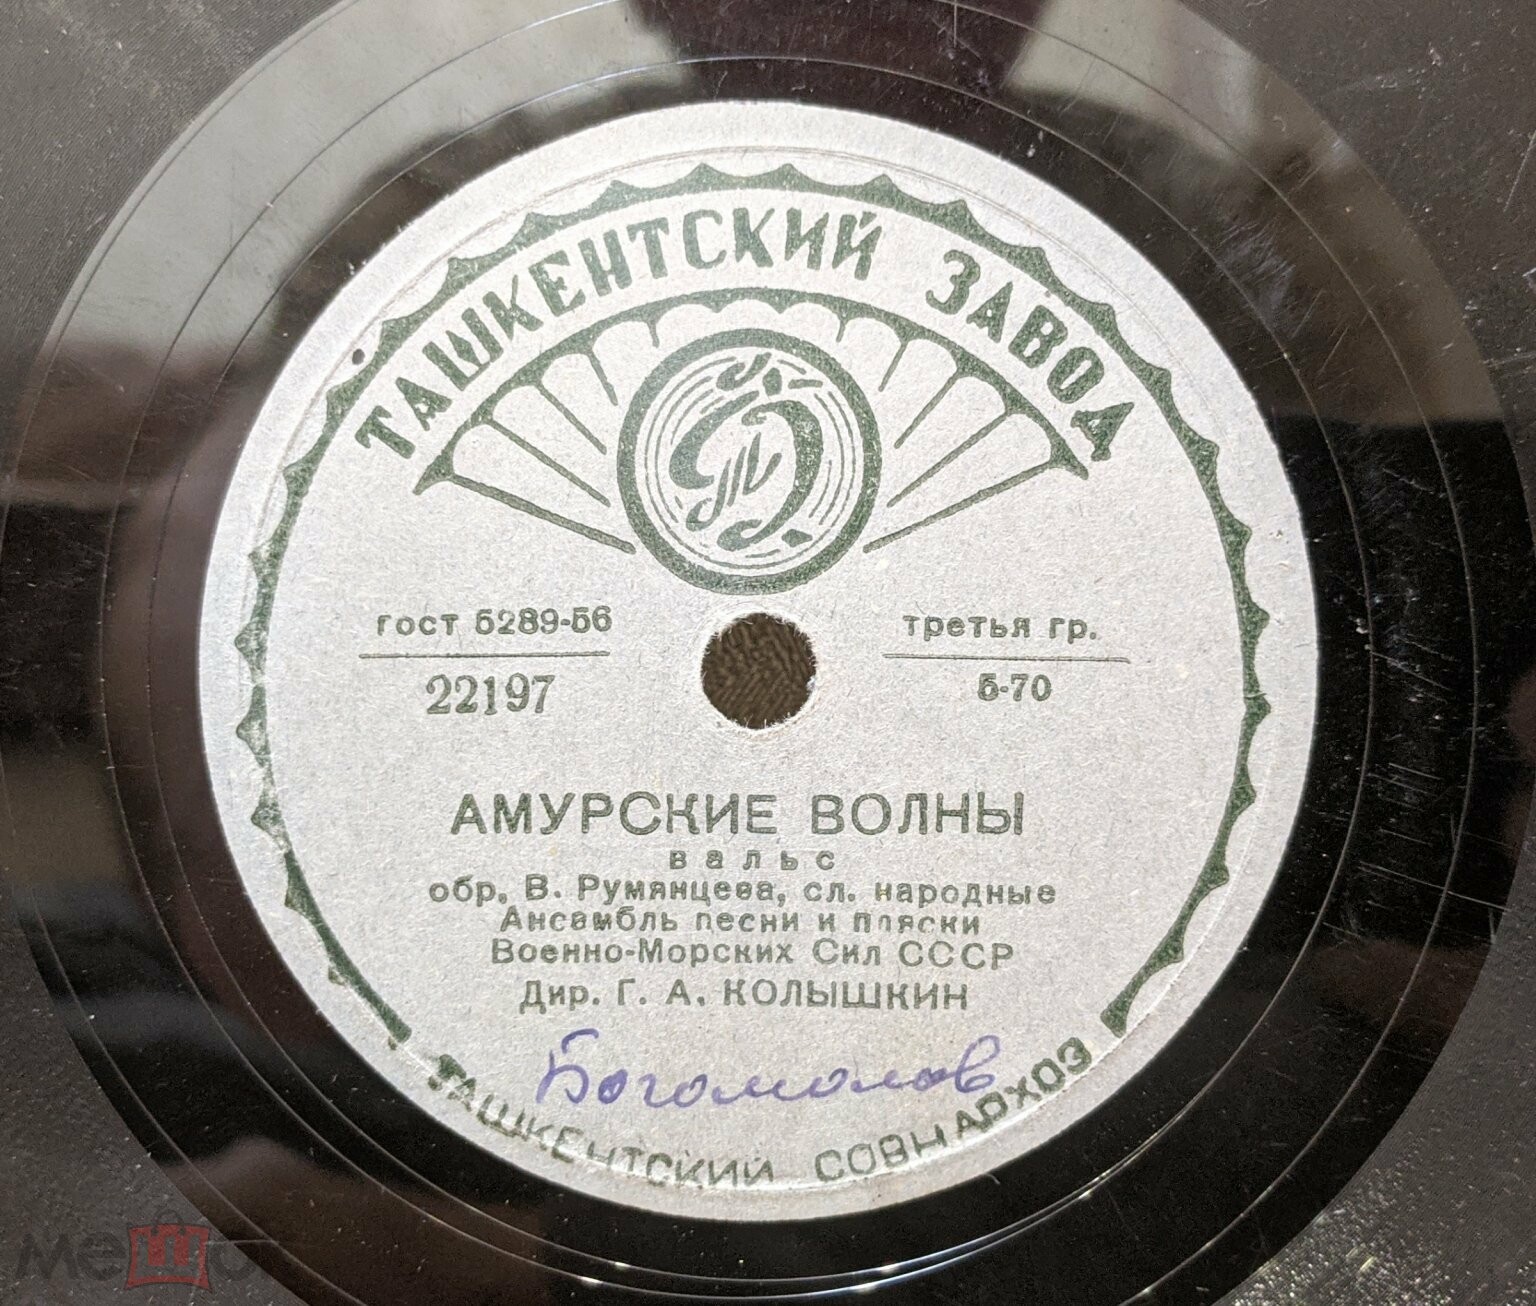 ТАШКЕНТСКИЙ ЗАВОД
гост 5289-56
22197
третья гр.
5-70
АМУРСКИЕ ВОЛНЫ
вальс
обр, В. Румянцева, сл. народные
Ансамбль песни и пляски
Военно-Морских Сил СССР
Дир. Г. А. КОЛЫШКИН
Богомолов
ТАШКЕНТСКИЙ СОВНАРХОЗ
мешок